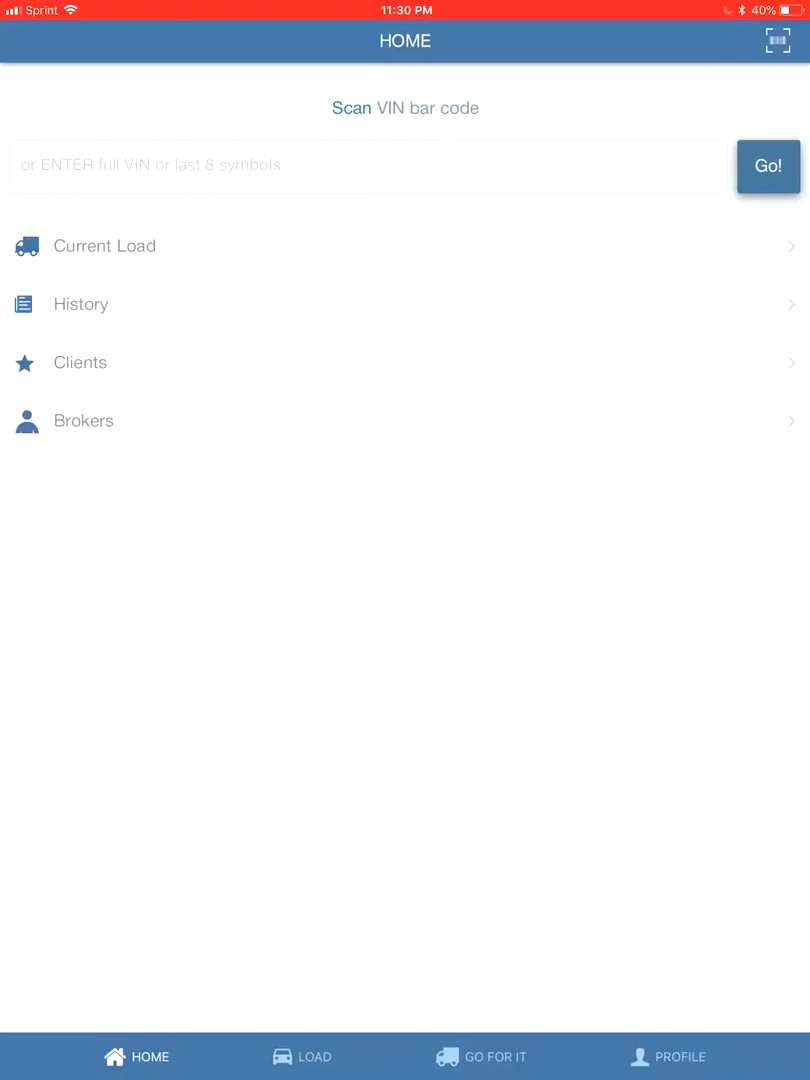 Sprint 11:30 PM 40%
HOME
Scan VIN bar code
or ENTER full VIN or last 8 symbols Go!
Current Load
History
Clients
Brokers
HOME LOAD GO FOR IT PROFILE